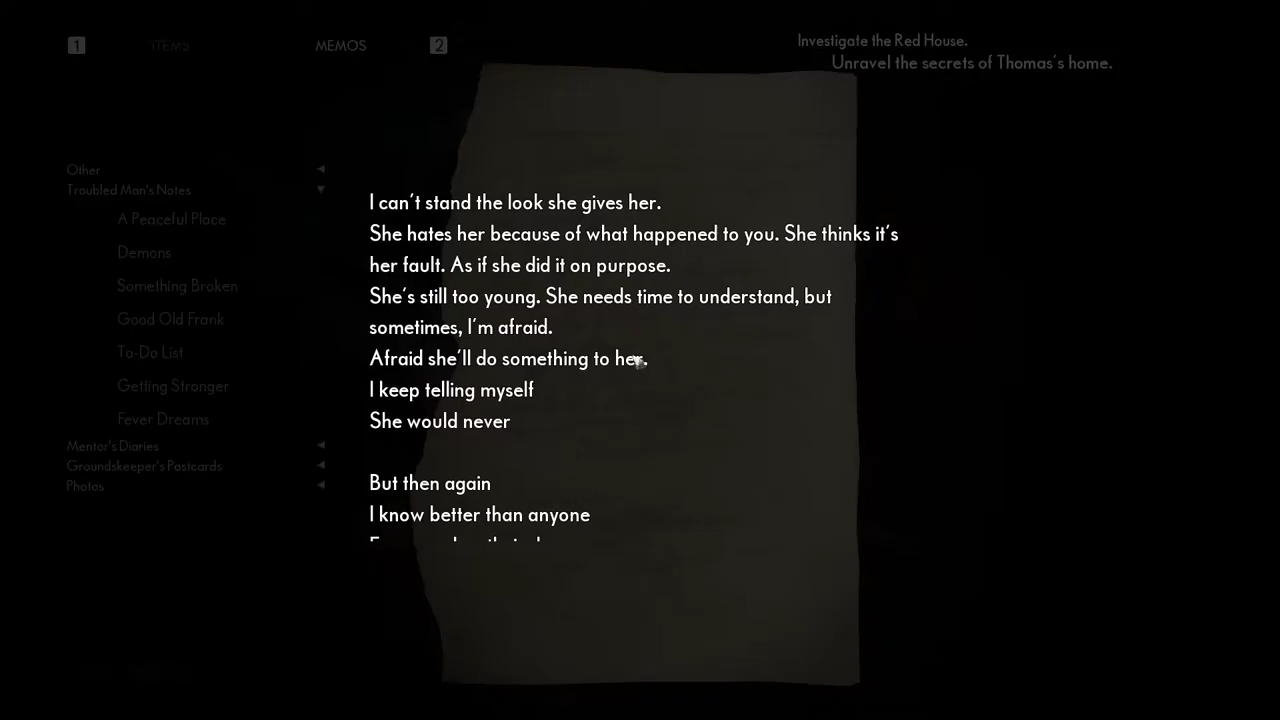 1 ITEMS MEMOS 2
Investigate the Red House.
Unravel the secrets of Thomas's home.
Other
Troubled Man's Notes
A Peaceful Place
Demons
Something Broken
Good Old Frank
To-Do List
Getting Stronger
Fever Dreams
Mentor's Diaries
Groundskeeper's Postcards
Photos
I can't stand the look she gives her.
She hates her because of what happened to you. She thinks it's
her fault. As if she did it on purpose.
She's still too young. She needs time to understand, but
sometimes, I'm afraid.
Afraid she'll do something to her.
I keep telling myself
She would never
But then again
I know better than anyone